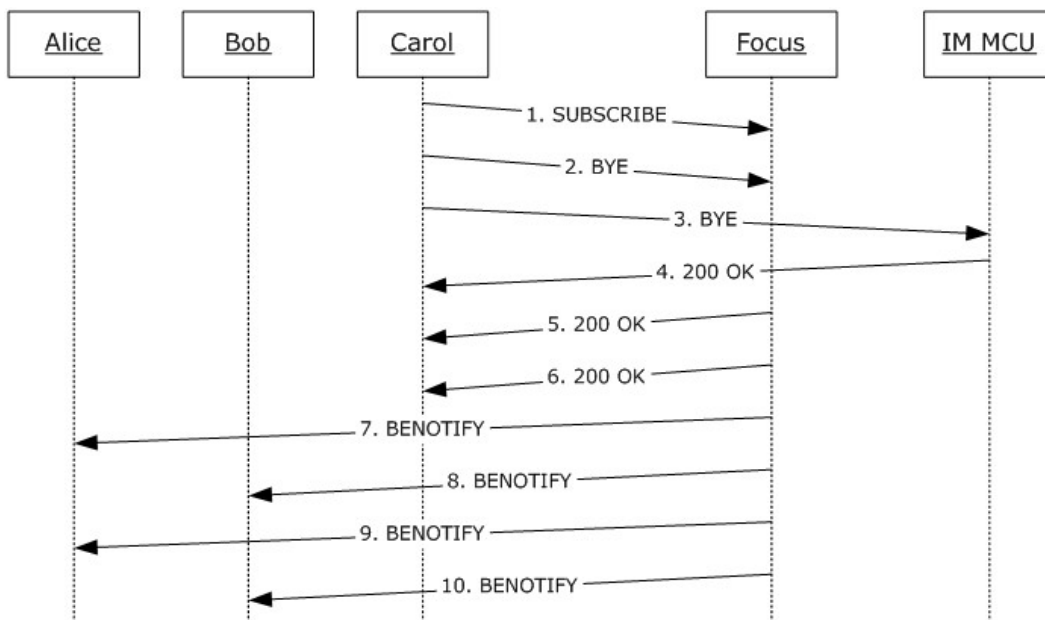 Alice
Bob
Carol
Focus
IM MCU
1. SUBSCRIBE
2. BYE
3. BYE
4. 200 OK
5. 200 OK
6. 200 OK
7. BENOTIFY
8. BENOTIFY
9. BENOTIFY
10. BENOTIFY